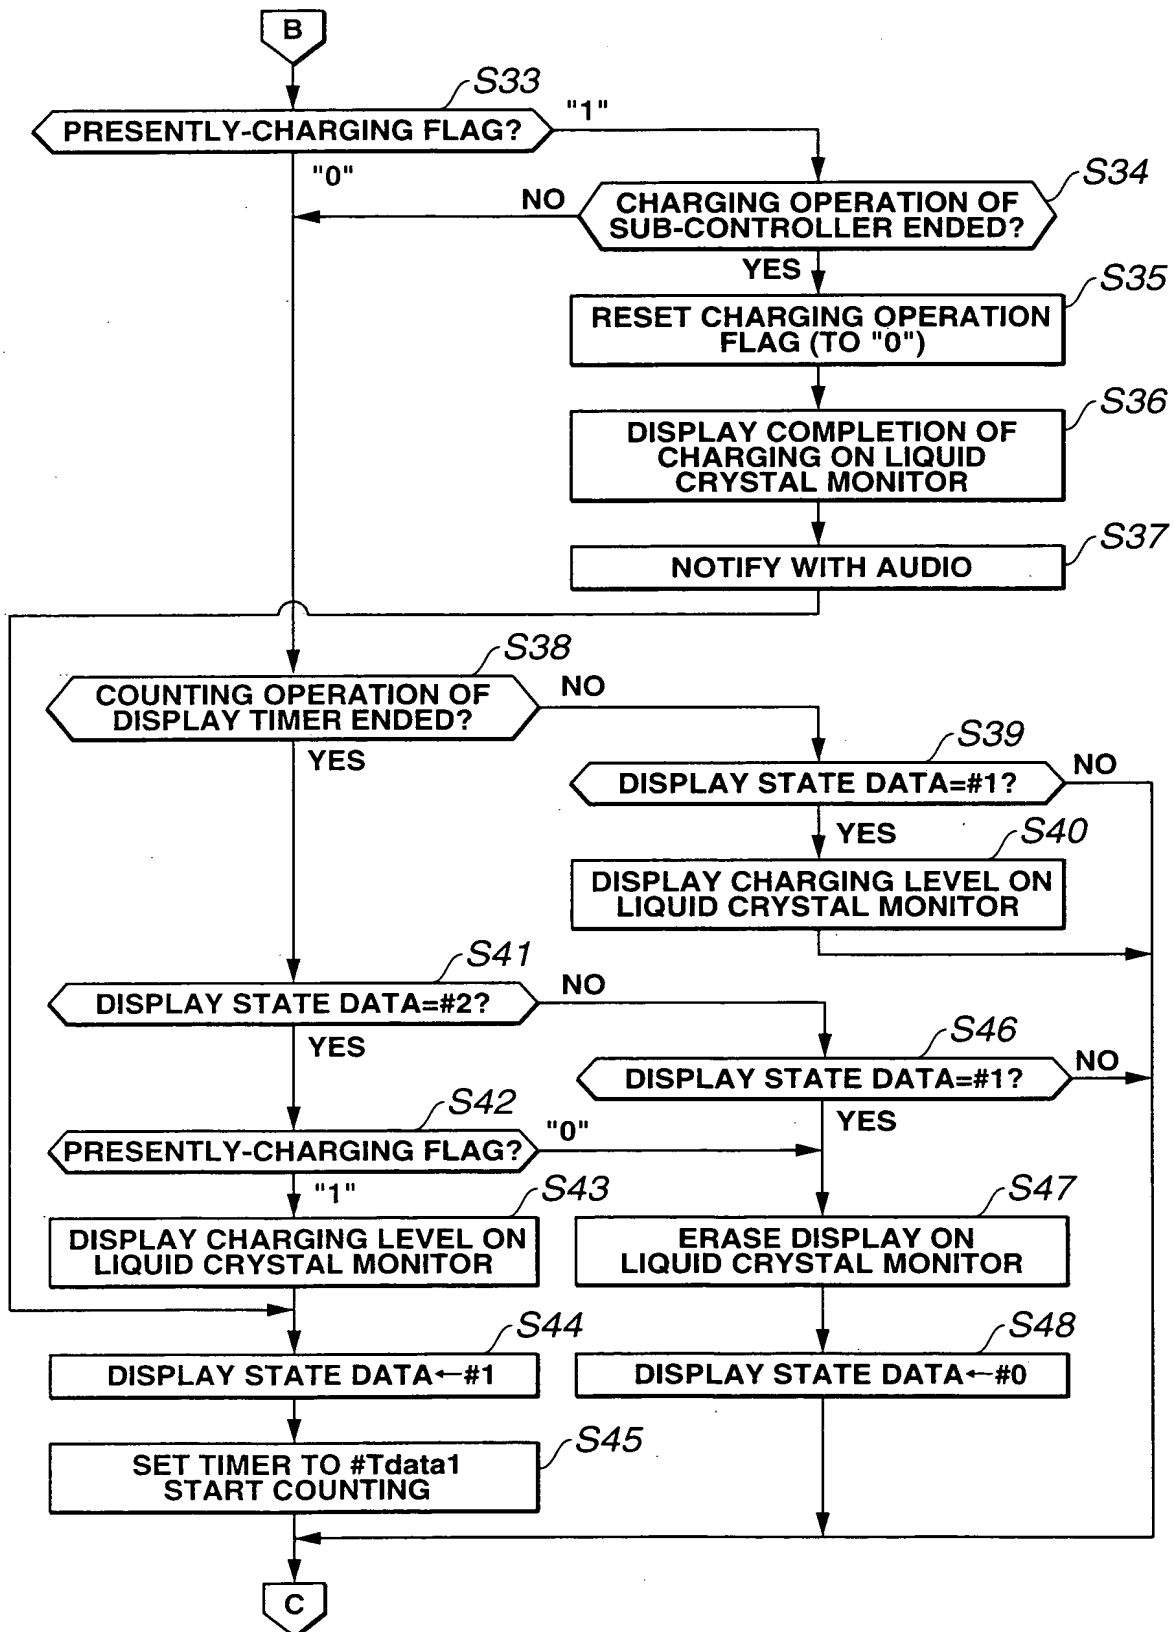 B
S33
PRESENTLY-CHARGING FLAG?
"1"
"0"
S34
NO
CHARGING OPERATION OF
SUB-CONTROLLER ENDED?
YES
S35
RESET CHARGING OPERATION
FLAG (TO "0")
S36
DISPLAY COMPLETION OF
CHARGING ON LIQUID
CRYSTAL MONITOR
S37
NOTIFY WITH AUDIO
S38
COUNTING OPERATION OF
DISPLAY TIMER ENDED?
NO
YES
S39
DISPLAY STATE DATA=#1?
NO
YES
S40
DISPLAY CHARGING LEVEL ON
LIQUID CRYSTAL MONITOR
S41
DISPLAY STATE DATA=#2?
NO
YES
S46
DISPLAY STATE DATA=#1?
NO
YES
S42
PRESENTLY-CHARGING FLAG?
"0"
"1"
S43
DISPLAY CHARGING LEVEL ON
LIQUID CRYSTAL MONITOR
S47
ERASE DISPLAY ON
LIQUID CRYSTAL MONITOR
S44
DISPLAY STATE DATA←#1
S48
DISPLAY STATE DATA←#0
S45
SET TIMER TO #Tdata1
START COUNTING
C